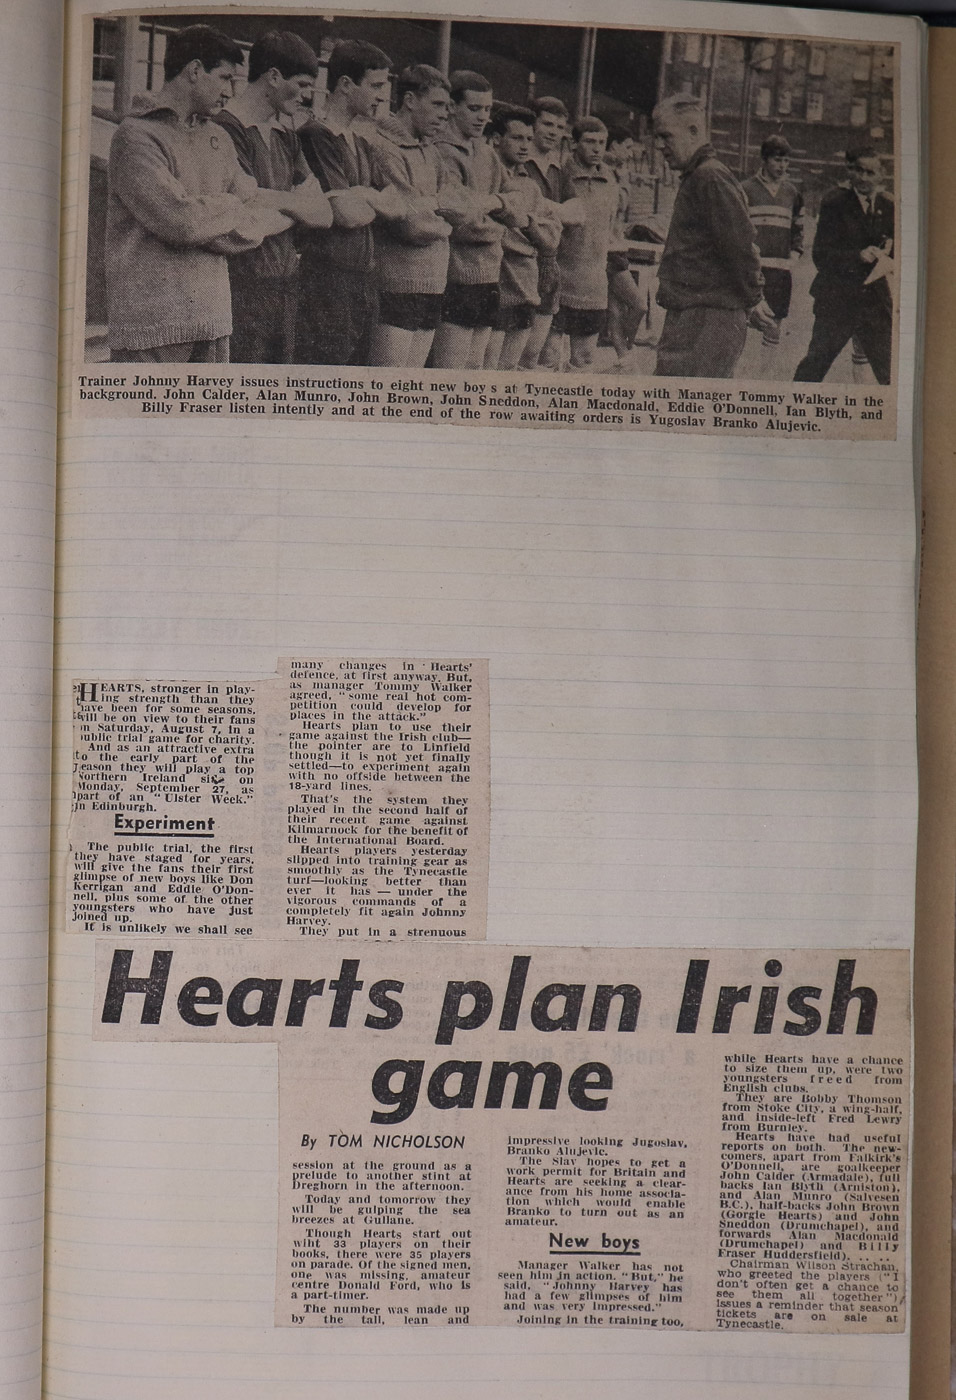 C
Trainer Johnny Harvey issues instructions to eight new boy s at Tynecastle today with Manager Tommy Walker in the
background. John Calder, Alan Munro, John Brown, John Sneddon, Alan Macdonald, Eddie O'Donnell, Ian Blyth, and
Billy Fraser listen intently and at the end of the row awaiting orders is Yugoslav Branko Alujevic.
HEARTS, stronger in play-
ing strength than they
have been for some seasons,
will be on view to their fans
on Saturday, August 7, in a
public trial game for charity.
And as an attractive extra
to the early part of the
season they will play a top
Northern Ireland side on
Monday, September 27, as
part of an "Ulster Week."
in Edinburgh.
Experiment
The public trial, the first
they have staged for years,
will give the fans their first
glimpse of new boys like Don
Kerrigan and Eddie O'Don-
nell, plus some of the other
youngsters who have just
joined up.
It is unlikely we shall see
many changes in Hearts'
defence, at first anyway. But,
as manager Tommy Walker
agreed, "some real hot com-
petition could develop for
places in the attack."
Hearts plan to use their
game against the Irish club—
the pointer are to Linfield
though it is not yet finally
settled—to experiment again
with no offside between the
18-yard lines.
That's the system they
played in the second half of
their recent game against
Kilmarnock for the benefit of
the International Board.
Hearts players yesterday
slipped into training gear as
smoothly as the Tynecastle
turf—looking better than
ever it has — under the
vigorous commands of a
completely fit again Johnny
Harvey.
They put in a strenuous
Hearts plan Irish
game
By TOM NICHOLSON
session at the ground as a
prelude to another stint at
Dreghorn in the afternoon.
Today and tomorrow they
will be gulping the sea
breezes at Gullane.
Though Hearts start out
wiht 33 players on their
books, there were 35 players
on parade. Of the signed men,
one was missing, amateur
centre Donald Ford, who is
a part-timer.
The number was made up
by the tall, lean and
impressive looking Jugoslav,
Branko Alujevic.
The Slav hopes to get a
work permit for Britain and
Hearts are seeking a clear-
ance from his home associa-
tion which would enable
Branko to turn out as an
amateur.
New boys
Manager Walker has not
seen him in action. "But," he
said, "Johnny Harvey has
had a few glimpses of him
and was very impressed."
Joining in the training too,
while Hearts have a chance
to size them up, were two
youngsters freed from
English clubs.
They are Bobby Thomson
from Stoke City, a wing-half,
and inside-left Fred Lewry
from Burnley.
Hearts have had useful
reports on both. The new-
comers, apart from Falkirk's
O'Donnell, are goalkeeper
John Calder (Armadale), full
backs Ian Blyth (Arniston),
and Alan Munro (Salvesen
B.C.), half-backs John Brown
(Gorgie Hearts) and John
Sneddon (Drumchapel), and
forwards Alan Macdonald
(Drumchapel) and Billy
Fraser Huddersfield). . . . . .
Chairman Wilson Strachan,
who greeted the players ("I
don't often get a chance to
see them all together"),
issues a reminder that season
tickets are on sale at
Tynecastle.